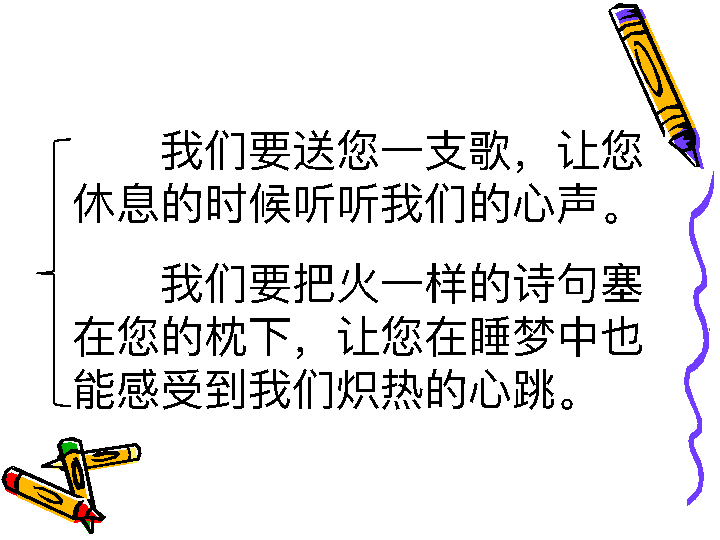 我们要送您一支歌，让您
休息的时候听听我们的心声。
我们要把火一样的诗句塞
在您的枕下，让您在睡梦中也
能感受到我们炽热的心跳。